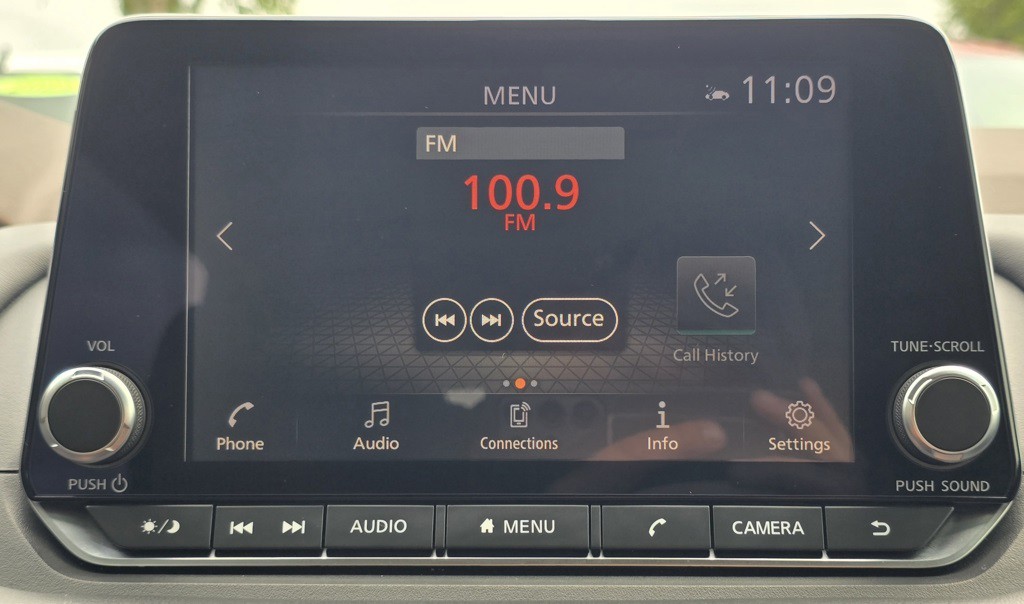 MENU
11:09
FM
100.9
FM
Source
Call History
VOL
TUNE·SCROLL
Phone
Audio
Connections
Info
Settings
PUSH
PUSH SOUND
AUDIO
MENU
CAMERA